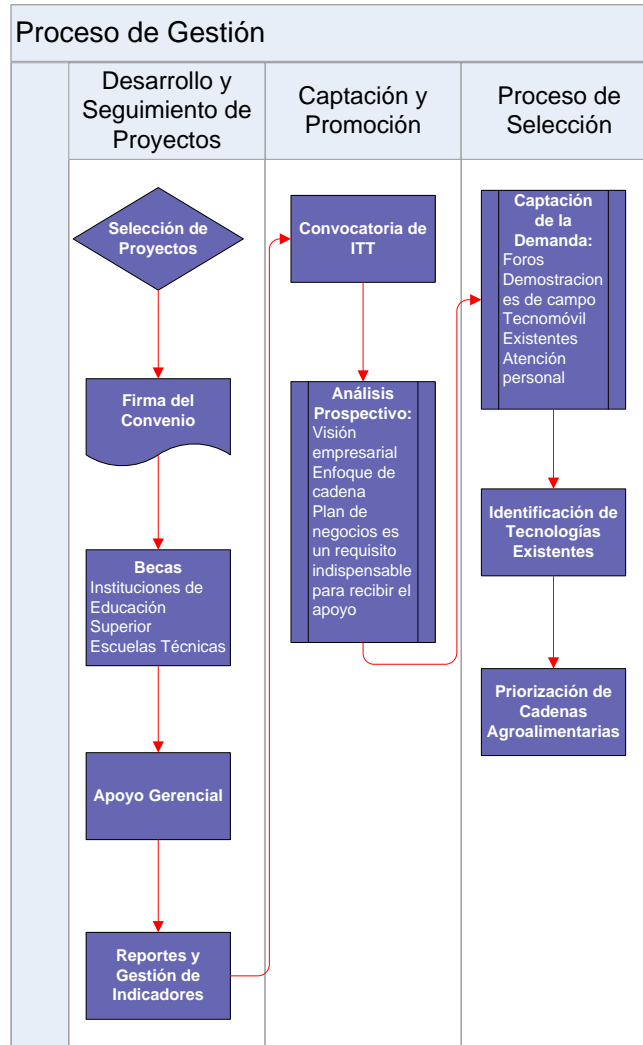 Proceso de Gestión
Desarrollo y
Seguimiento de
Proyectos
Captación y
Promoción
Proceso de
Selección
Selección de
Proyectos
Firma del
Convenio
Becas
Instituciones de
Educación
Superior
Escuelas Técnicas
Apoyo Gerencial
Reportes y
Gestión de
Indicadores
Convocatoria de
ITT
Análisis
Prospectivo:
Visión
empresarial
Enfoque de
cadena
Plan de
negocios es
un requisito
indispensable
para recibir el
apoyo
Captación
de la
Demanda:
Foros
Demostracion
es de campo
Tecnomóvil
Existentes
Atención
personal
Identificación de
Tecnologías
Existentes
Priorización de
Cadenas
Agroalimentarias